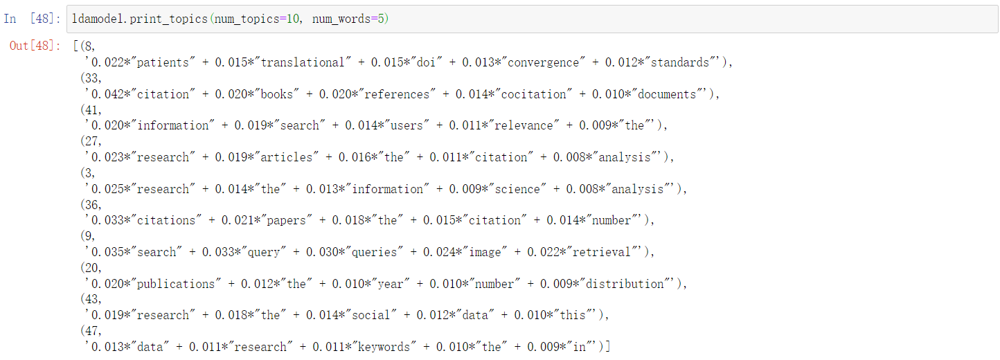 In [48]: ldamodel.print_topics(num_topics=10, num_words=5)
Out[48]: [(8,
'0.022*"patients" + 0.015*"translational" + 0.015*"doi" + 0.013*"convergence" + 0.012*"standards"'),
(33,
'0.042*"citation" + 0.020*"books" + 0.020*"references" + 0.014*"cocitation" + 0.010*"documents"'),
(41,
'0.020*"information" + 0.019*"search" + 0.014*"users" + 0.011*"relevance" + 0.009*"the"'),
(27,
'0.023*"research" + 0.019*"articles" + 0.016*"the" + 0.011*"citation" + 0.008*"analysis"'),
(3,
'0.025*"research" + 0.014*"the" + 0.013*"information" + 0.009*"science" + 0.008*"analysis"'),
(36,
'0.033*"citations" + 0.021*"papers" + 0.018*"the" + 0.015*"citation" + 0.014*"number"'),
(9,
'0.035*"search" + 0.033*"query" + 0.030*"queries" + 0.024*"image" + 0.022*"retrieval"'),
(20,
'0.020*"publications" + 0.012*"the" + 0.010*"year" + 0.010*"number" + 0.009*"distribution"'),
(43,
'0.019*"research" + 0.018*"the" + 0.014*"social" + 0.012*"data" + 0.010*"this"'),
(47,
'0.013*"data" + 0.011*"research" + 0.011*"keywords" + 0.010*"the" + 0.009*"in"')]